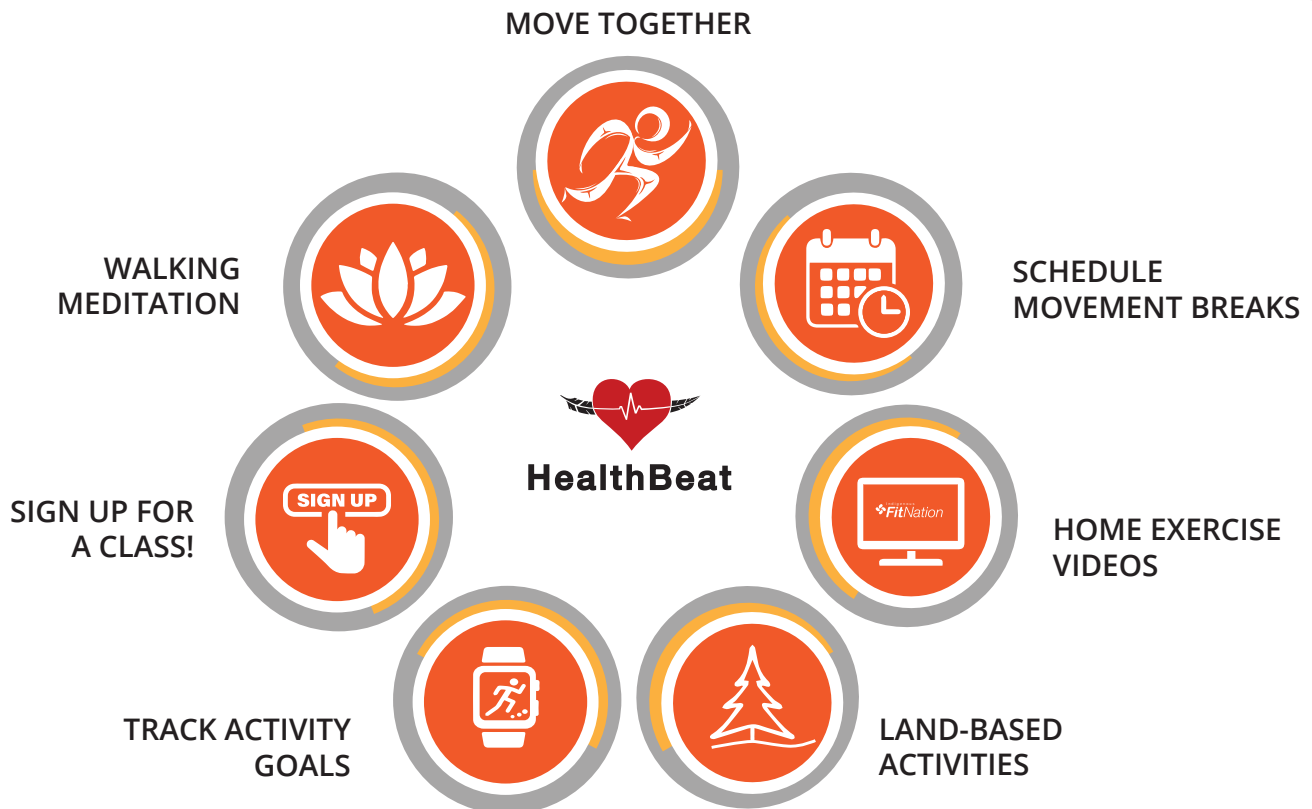 MOVE TOGETHER
SCHEDULE
MOVEMENT BREAKS
HOME EXERCISE
VIDEOS
LAND-BASED
ACTIVITIES
TRACK ACTIVITY
GOALS
SIGN UP FOR
A CLASS!
WALKING
MEDITATION
HealthBeat
SIGN UP
FitNation